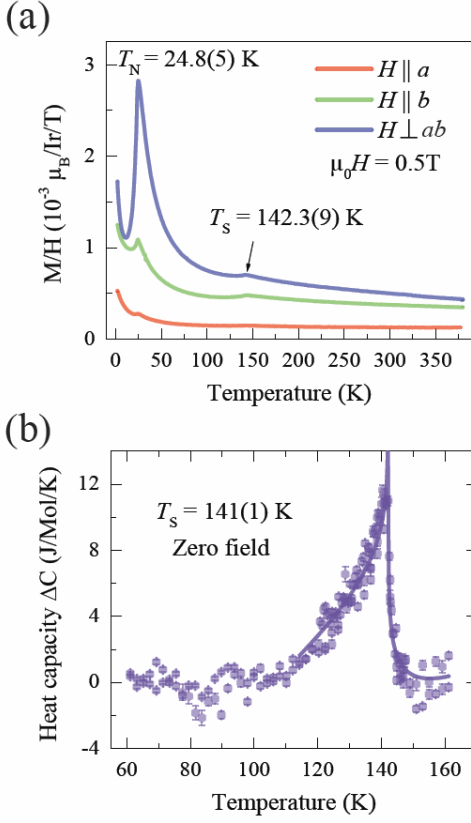 (a)
T_N = 24.8(5) K
H || a
H || b
H ⊥ ab
μ₀H = 0.5T
T_S = 142.3(9) K
M/H (10⁻³ μ_B/Ir/T)
3
2
1
0
0 50 100 150 200 250 300 350
Temperature (K)
(b)
T_S = 141(1) K
Zero field
Heat capacity ΔC (J/Mol/K)
12
8
4
0
-4
60 80 100 120 140 160
Temperature (K)